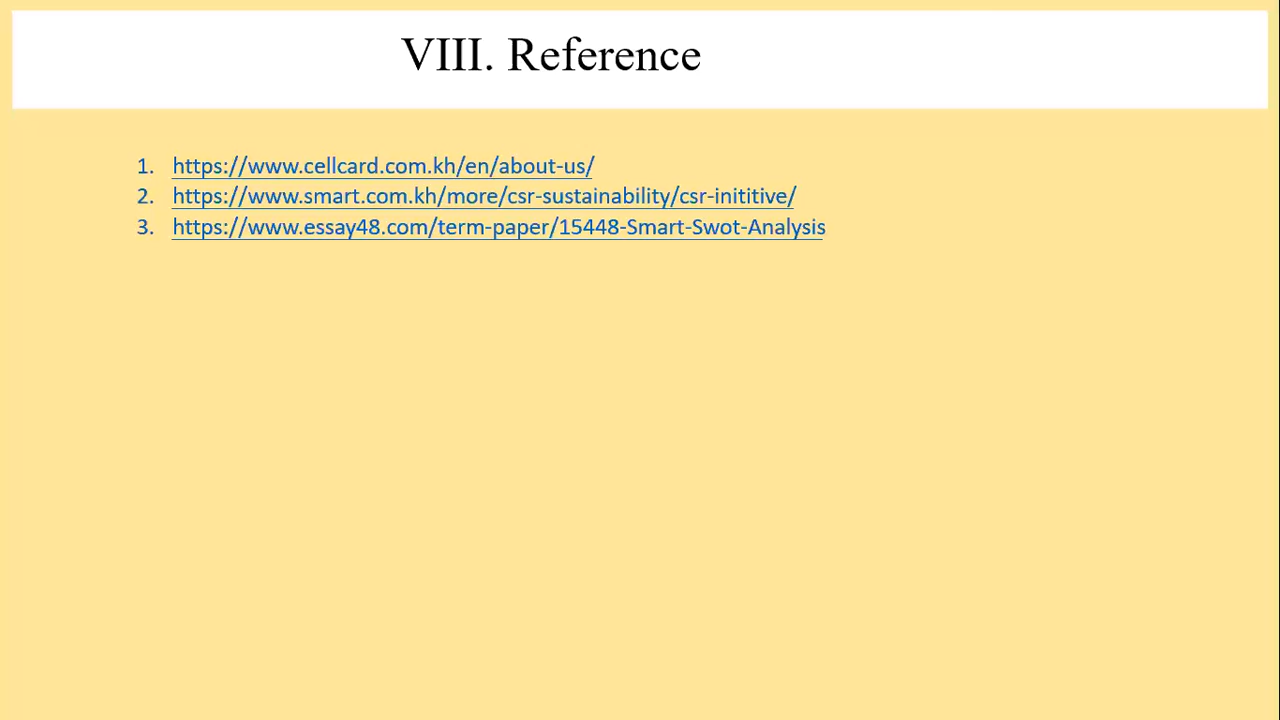 VIII. Reference
1. https://www.cellcard.com.kh/en/about-us/
2. https://www.smart.com.kh/more/csr-sustainability/csr-inititive/
3. https://www.essay48.com/term-paper/15448-Smart-Swot-Analysis